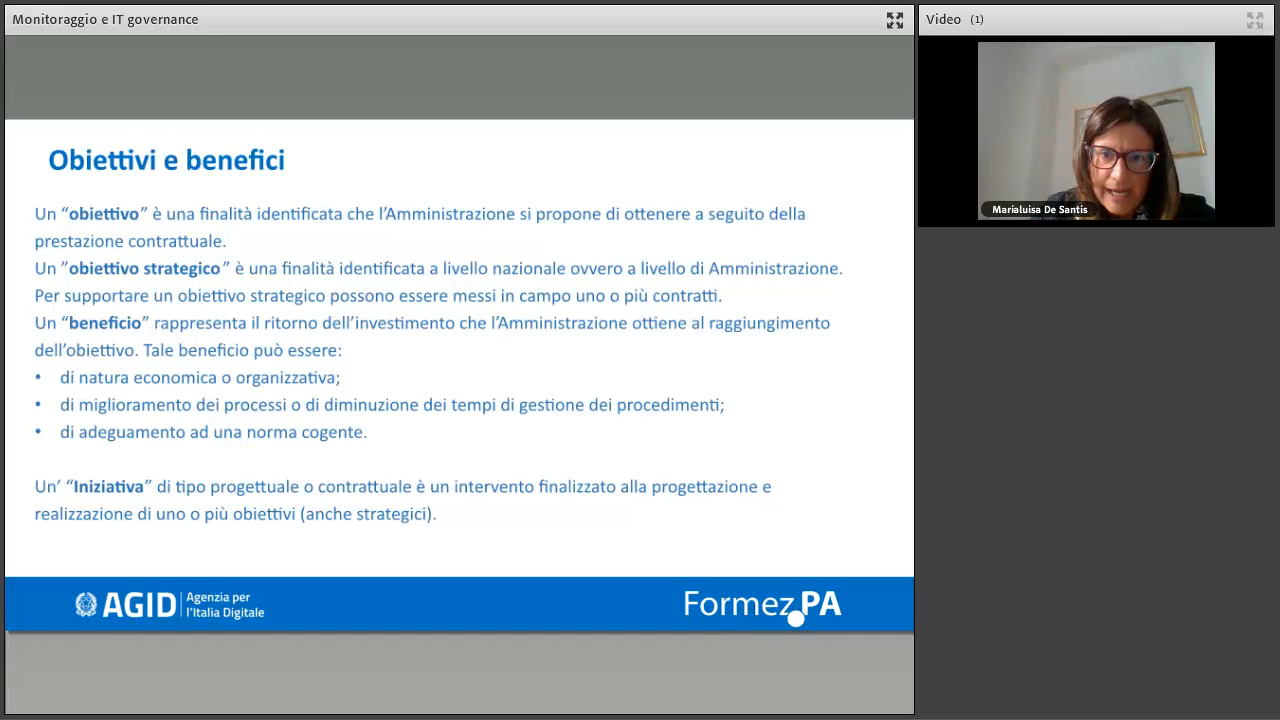 Monitoraggio e IT governance
Video (1)
Marialuisa De Santis
Obiettivi e benefici
Un “obiettivo” è una finalità identificata che l’Amministrazione si propone di ottenere a seguito della
prestazione contrattuale.
Un ”obiettivo strategico” è una finalità identificata a livello nazionale ovvero a livello di Amministrazione.
Per supportare un obiettivo strategico possono essere messi in campo uno o più contratti.
Un “beneficio” rappresenta il ritorno dell’investimento che l’Amministrazione ottiene al raggiungimento
dell’obiettivo. Tale beneficio può essere:
• di natura economica o organizzativa;
• di miglioramento dei processi o di diminuzione dei tempi di gestione dei procedimenti;
• di adeguamento ad una norma cogente.
Un’ “Iniziativa” di tipo progettuale o contrattuale è un intervento finalizzato alla progettazione e
realizzazione di uno o più obiettivi (anche strategici).
AGID Agenzia per
l’Italia Digitale
Formez PA